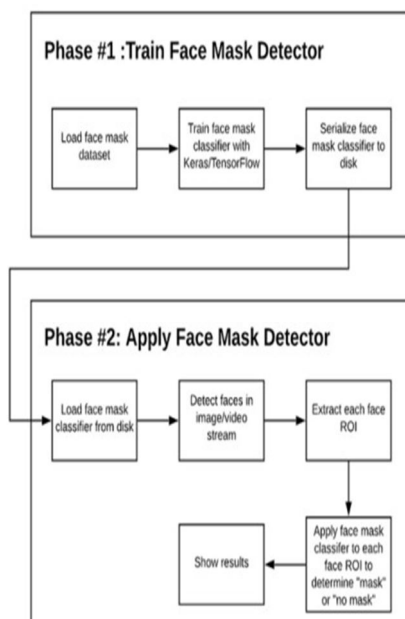 Phase #1 :Train Face Mask Detector
Load face mask
dataset
Train face mask
classifier with
Keras/TensorFlow
Serialize face
mask classifier to
disk
Phase #2: Apply Face Mask Detector
Load face mask
classifier from disk
Detect faces in
image/video
stream
Extract each face
ROI
Apply face mask
classifer to each
face ROI to
determine "mask"
or "no mask"
Show results